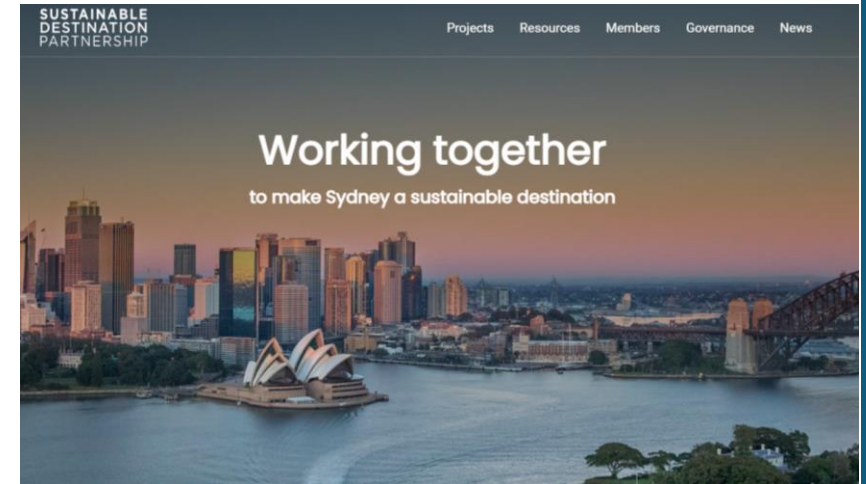 SUSTAINABLE
DESTINATION
PARTNERSHIP
Projects Resources Members Governance News
Working together
to make Sydney a sustainable destination